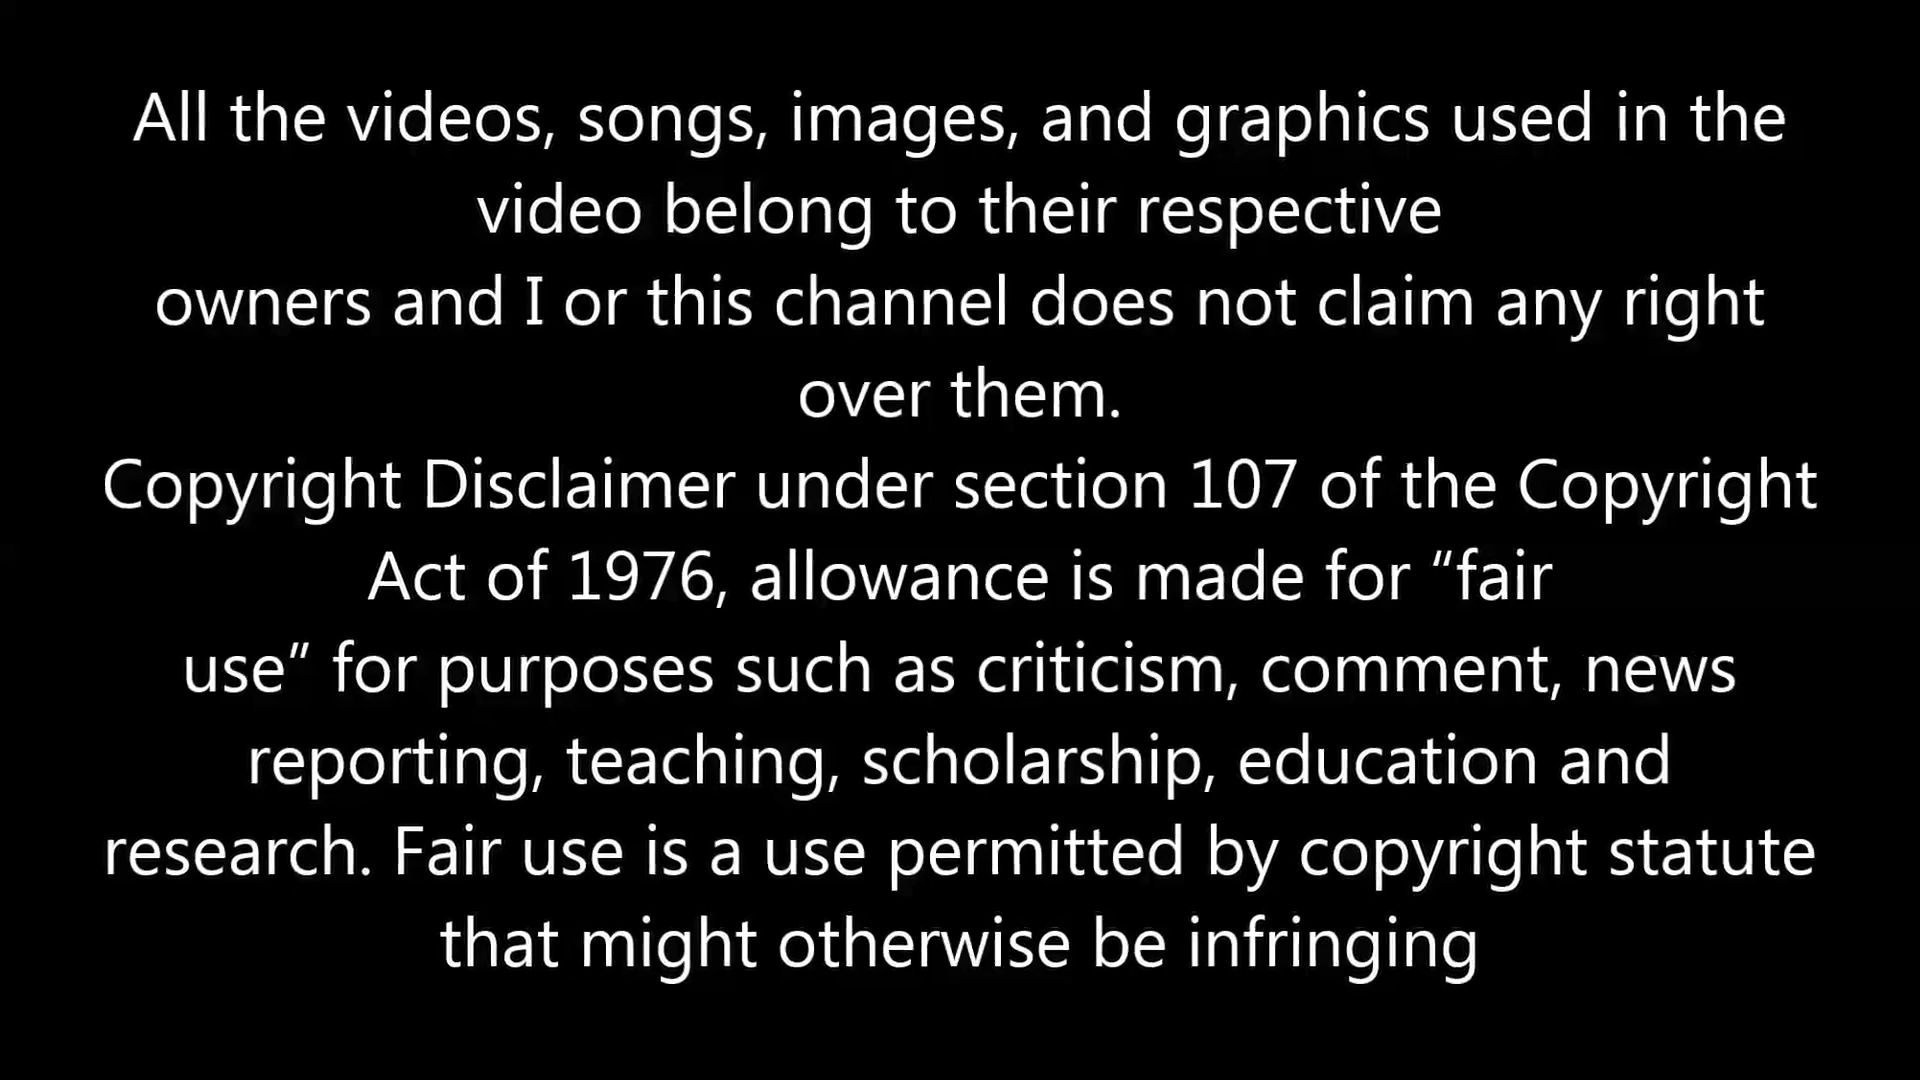 All the videos, songs, images, and graphics used in the
video belong to their respective
owners and I or this channel does not claim any right
over them.
Copyright Disclaimer under section 107 of the Copyright
Act of 1976, allowance is made for “fair
use” for purposes such as criticism, comment, news
reporting, teaching, scholarship, education and
research. Fair use is a use permitted by copyright statute
that might otherwise be infringing